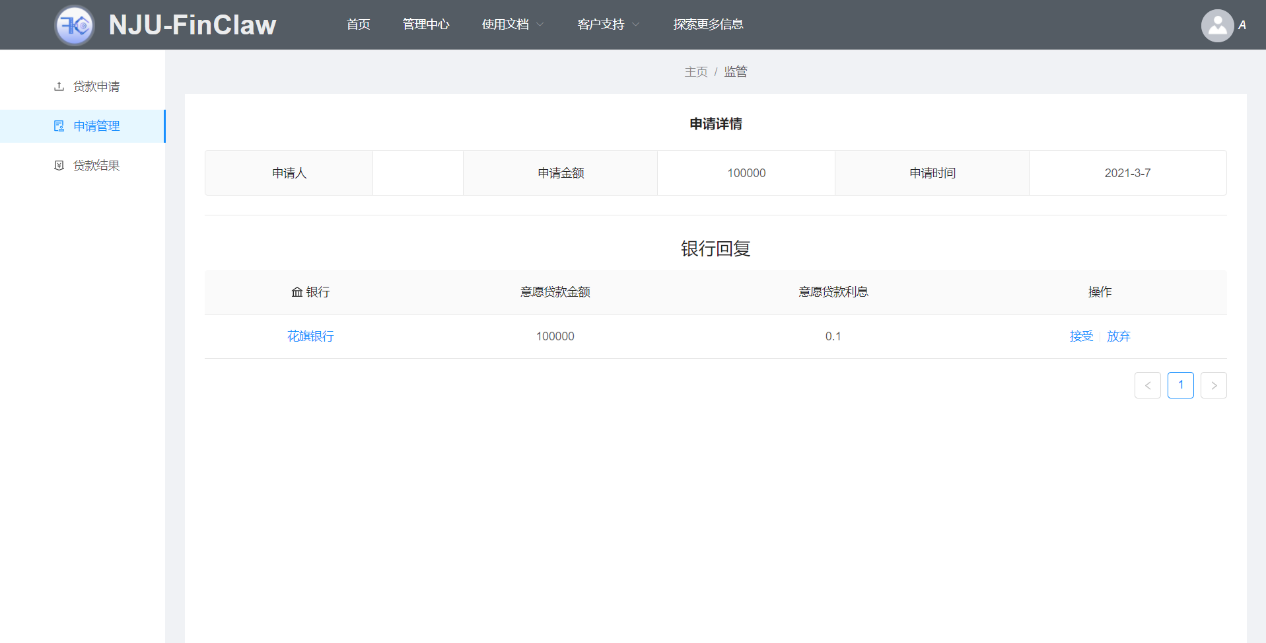 NJU-FinClaw 首页 管理中心 使用文档 客户支持 探索更多信息 A
贷款申请
申请管理
贷款结果
主页 / 监管
申请详情
申请人 申请金额 100000 申请时间 2021-3-7
银行回复
银行 意愿贷款金额 意愿贷款利息 操作
花旗银行 100000 0.1 接受 放弃
< 1 >